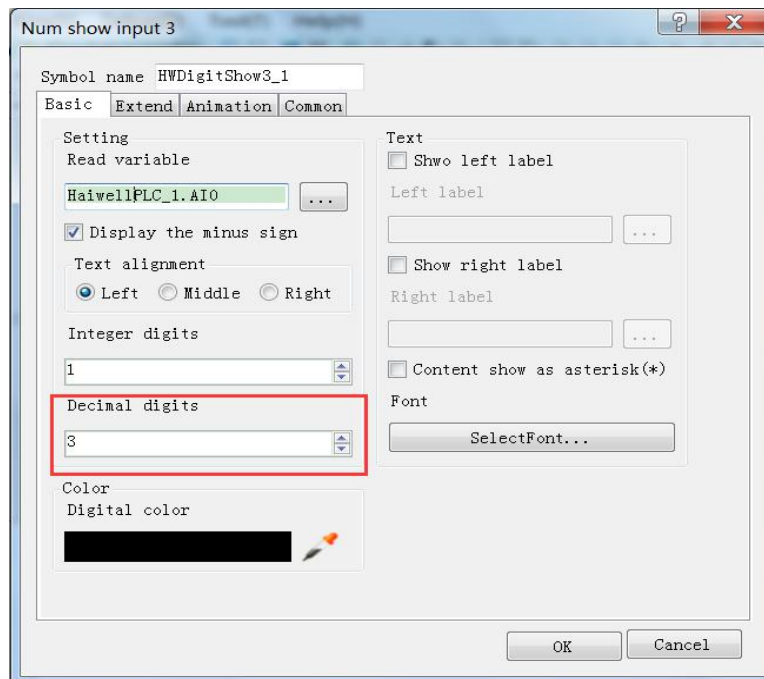 Num show input 3
Symbol name HWDigitShow3_1
Basic Extend Animation Common
Setting
Read variable
HaiwellPLC_1.AI0
...
Display the minus sign
Text alignment
Left Middle Right
Integer digits
1
Decimal digits
3
Color
Digital color
Text
Shwo left label
Left label
...
Show right label
Right label
...
Content show as asterisk(*)
Font
SelectFont...
OK Cancel